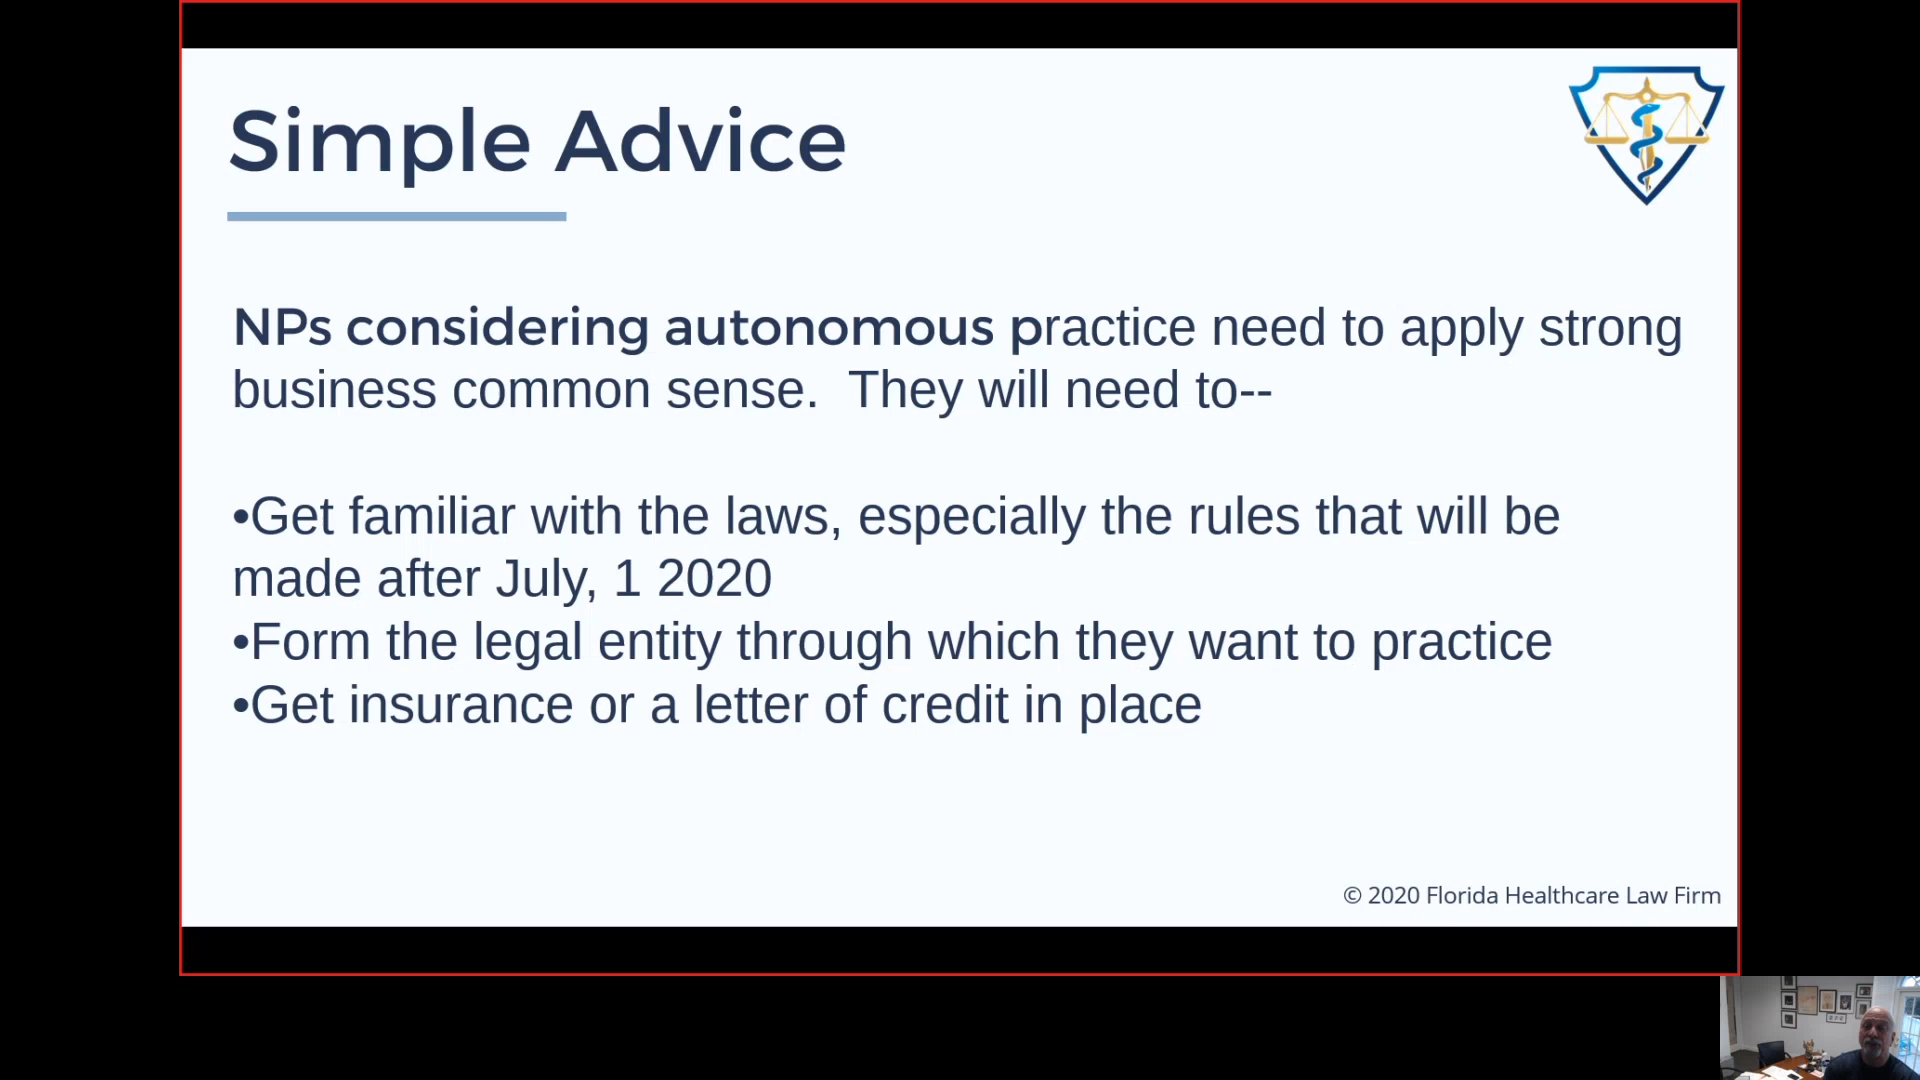 Simple Advice
NPs considering autonomous practice need to apply strong
business common sense.  They will need to--
•Get familiar with the laws, especially the rules that will be
made after July, 1 2020
•Form the legal entity through which they want to practice
•Get insurance or a letter of credit in place
© 2020 Florida Healthcare Law Firm